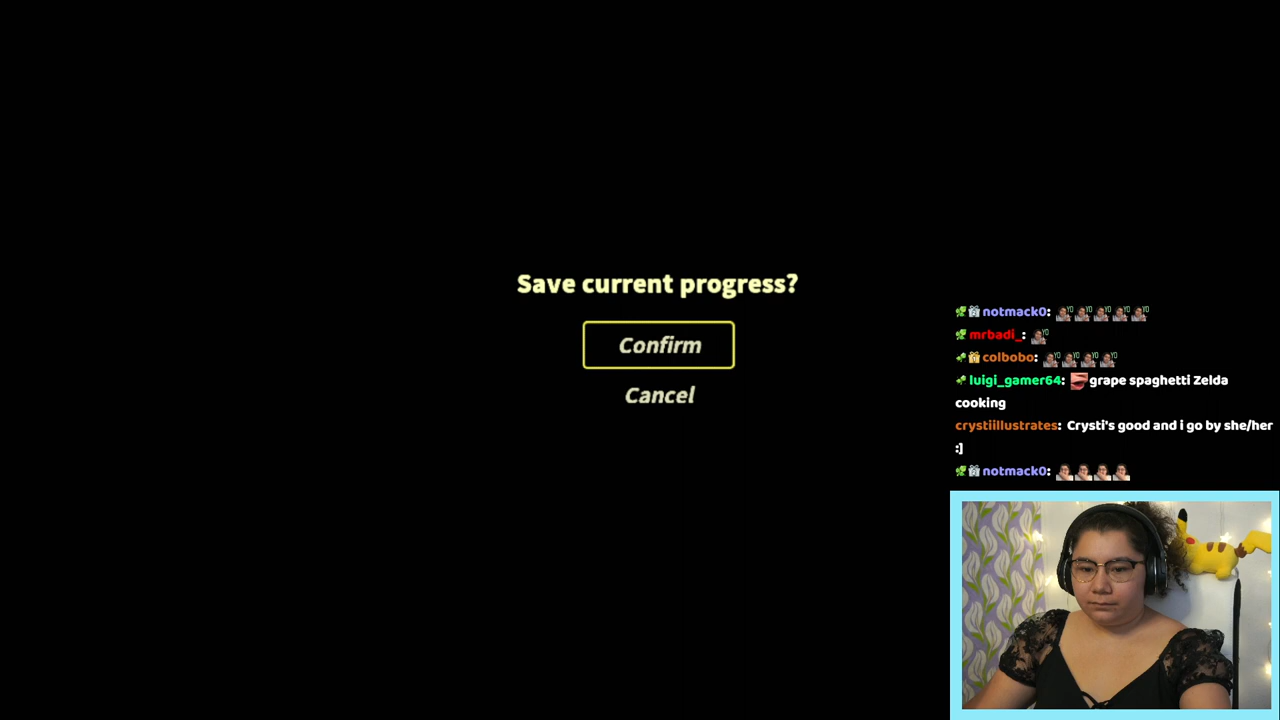 Save current progress?
Confirm
Cancel
notmack0:
mrbadi_:
colbobo:
luigi_gamer64: grape spaghetti Zelda
cooking
crystiillustrates: Crysti's good and i go by she/her
:]
notmack0: